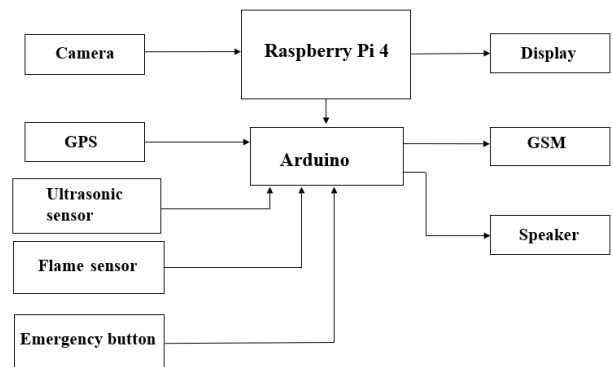 Camera
Raspberry Pi 4
Display
GPS
Arduino
GSM
Ultrasonic
sensor
Speaker
Flame sensor
Emergency button